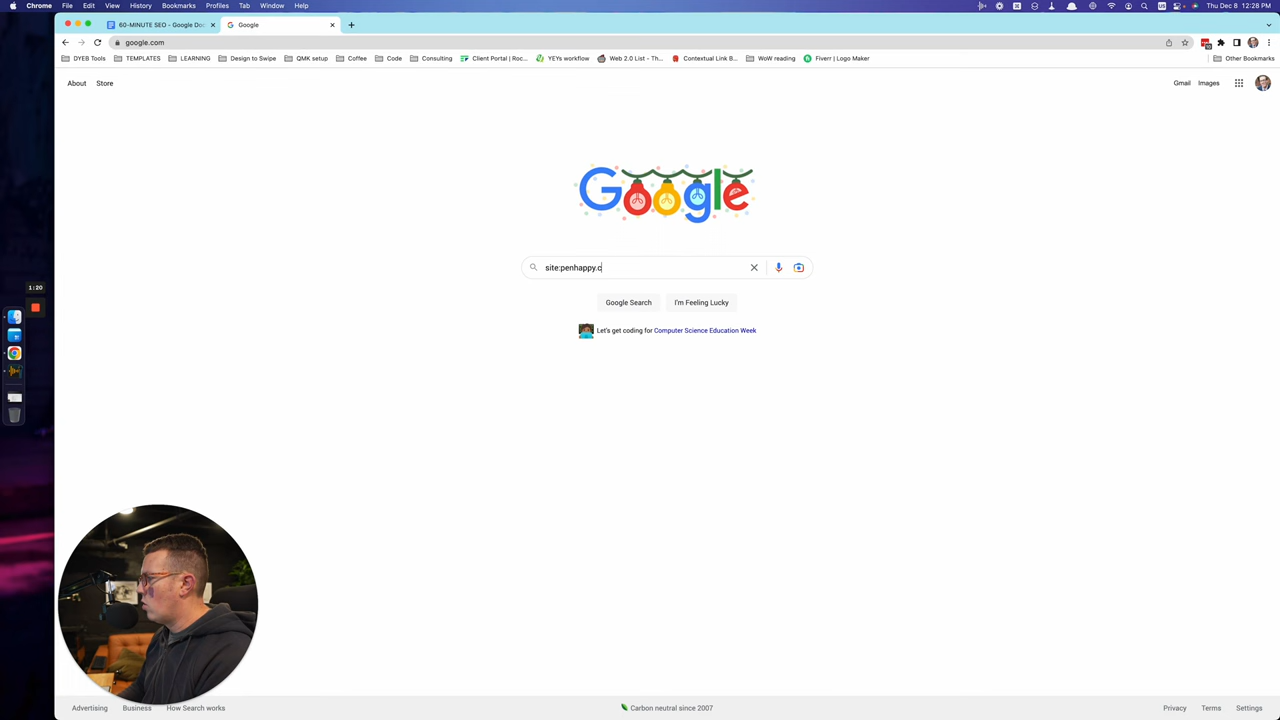 Chrome File Edit View History Bookmarks Profiles Tab Window Help Thu Dec 8 12:28 PM
60-MINUTE SEO - Google Doc Google
google.com
DYEB Tools TEMPLATES LEARNING Design to Swipe QMK setup Coffee Code Consulting Client Portal | Roc... YEYs workflow Web 2.0 List - Th... Contextual Link B... WoW reading Fiverr | Logo Maker Other Bookmarks
About Store Gmail Images
Google
site:penhappy.c
Google Search I'm Feeling Lucky
1:20
Let's get coding for Computer Science Education Week
Advertising Business How Search works Carbon neutral since 2007 Privacy Terms Settings